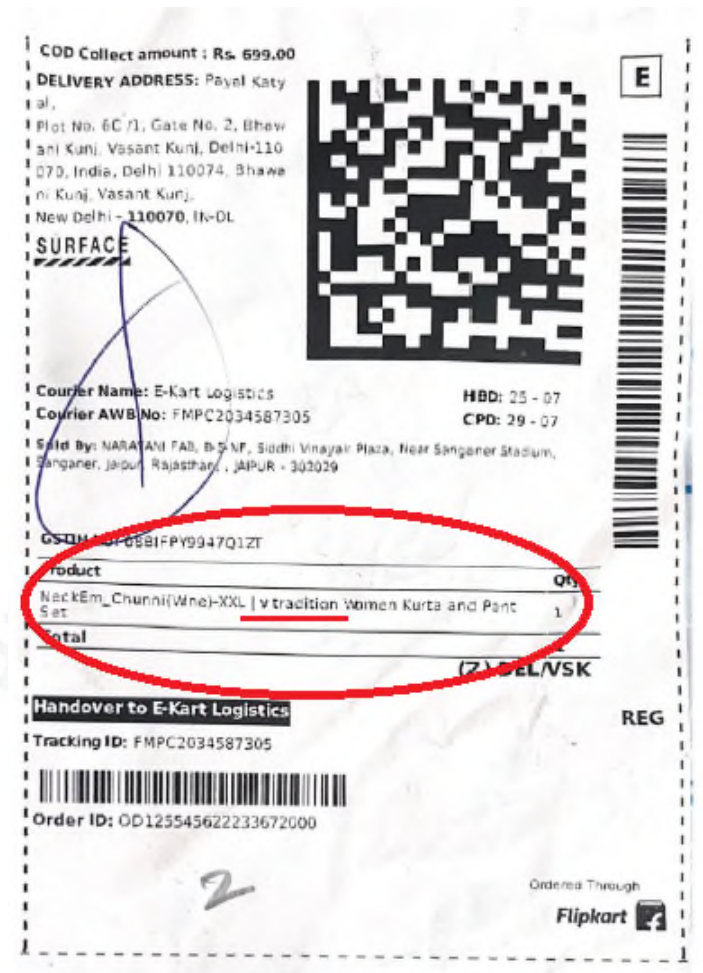 COD Collect amount : Rs. 699.00
E
DELIVERY ADDRESS: Payal Katy
al,
Plot No. 6C /1, Gate No. 2, Bhaw
ani Kunj, Vasant Kunj, Delhi-110
070, India, Delhi 110074, Bhawa
ni Kunj, Vasant Kunj,
New Delhi - 110070, IN-DL
SURFACE
Courier Name: E-Kart Logistics
HBD: 25 - 07
Courier AWB No: FMPC2034587305
CPD: 29 - 07
Sold By: NARAYANI FAB, Siddhi Vinayak Plaza, Near Sanganer Stadium,
Sanganer, Jaipur, Rajasthan, , JAIPUR - 302029
Product
Qty
NeckEm_Chunni(Wne)-XXL | v tradition Women Kurta and Pant
Set
1
Total
(Z) DEL/VSK
Handover to E-Kart Logistics
REG
Tracking ID: FMPC2034587305
Order ID: OD125545622233672000
2
Ordered Through
Flipkart